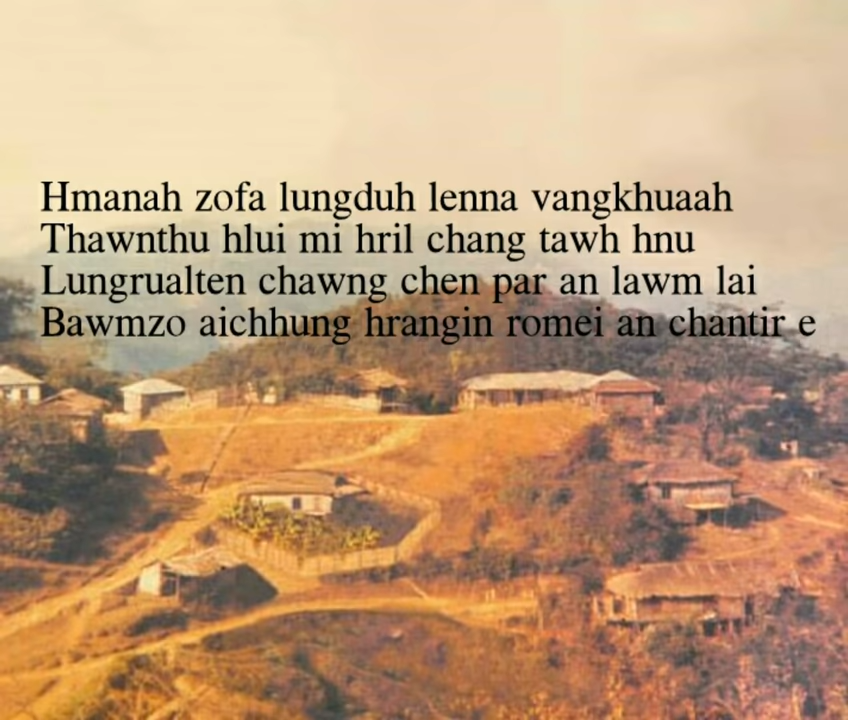 Hmanah zofa lungduh lenna vangkhuaah
Thawnthu hlui mi hril chang tawh hnu
Lungrualten chawng chen par an lawm lai
Bawmzo aichhung hrangin romei an chantir e